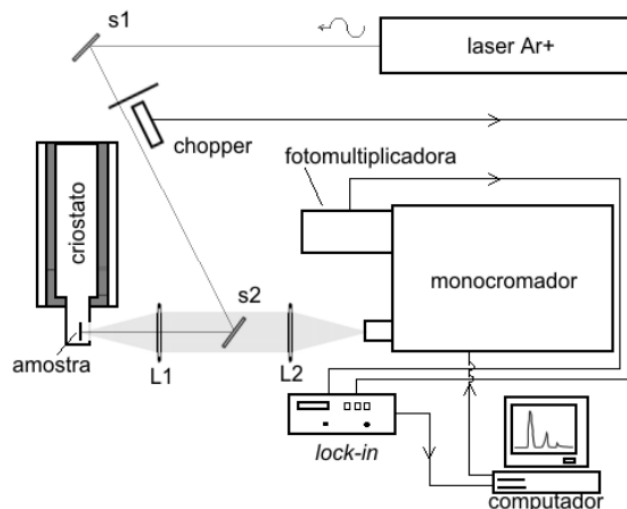 s1
laser Ar+
chopper
fotomultiplicadora
criostato
monocromador
s2
amostra
L1
L2
lock-in
computador